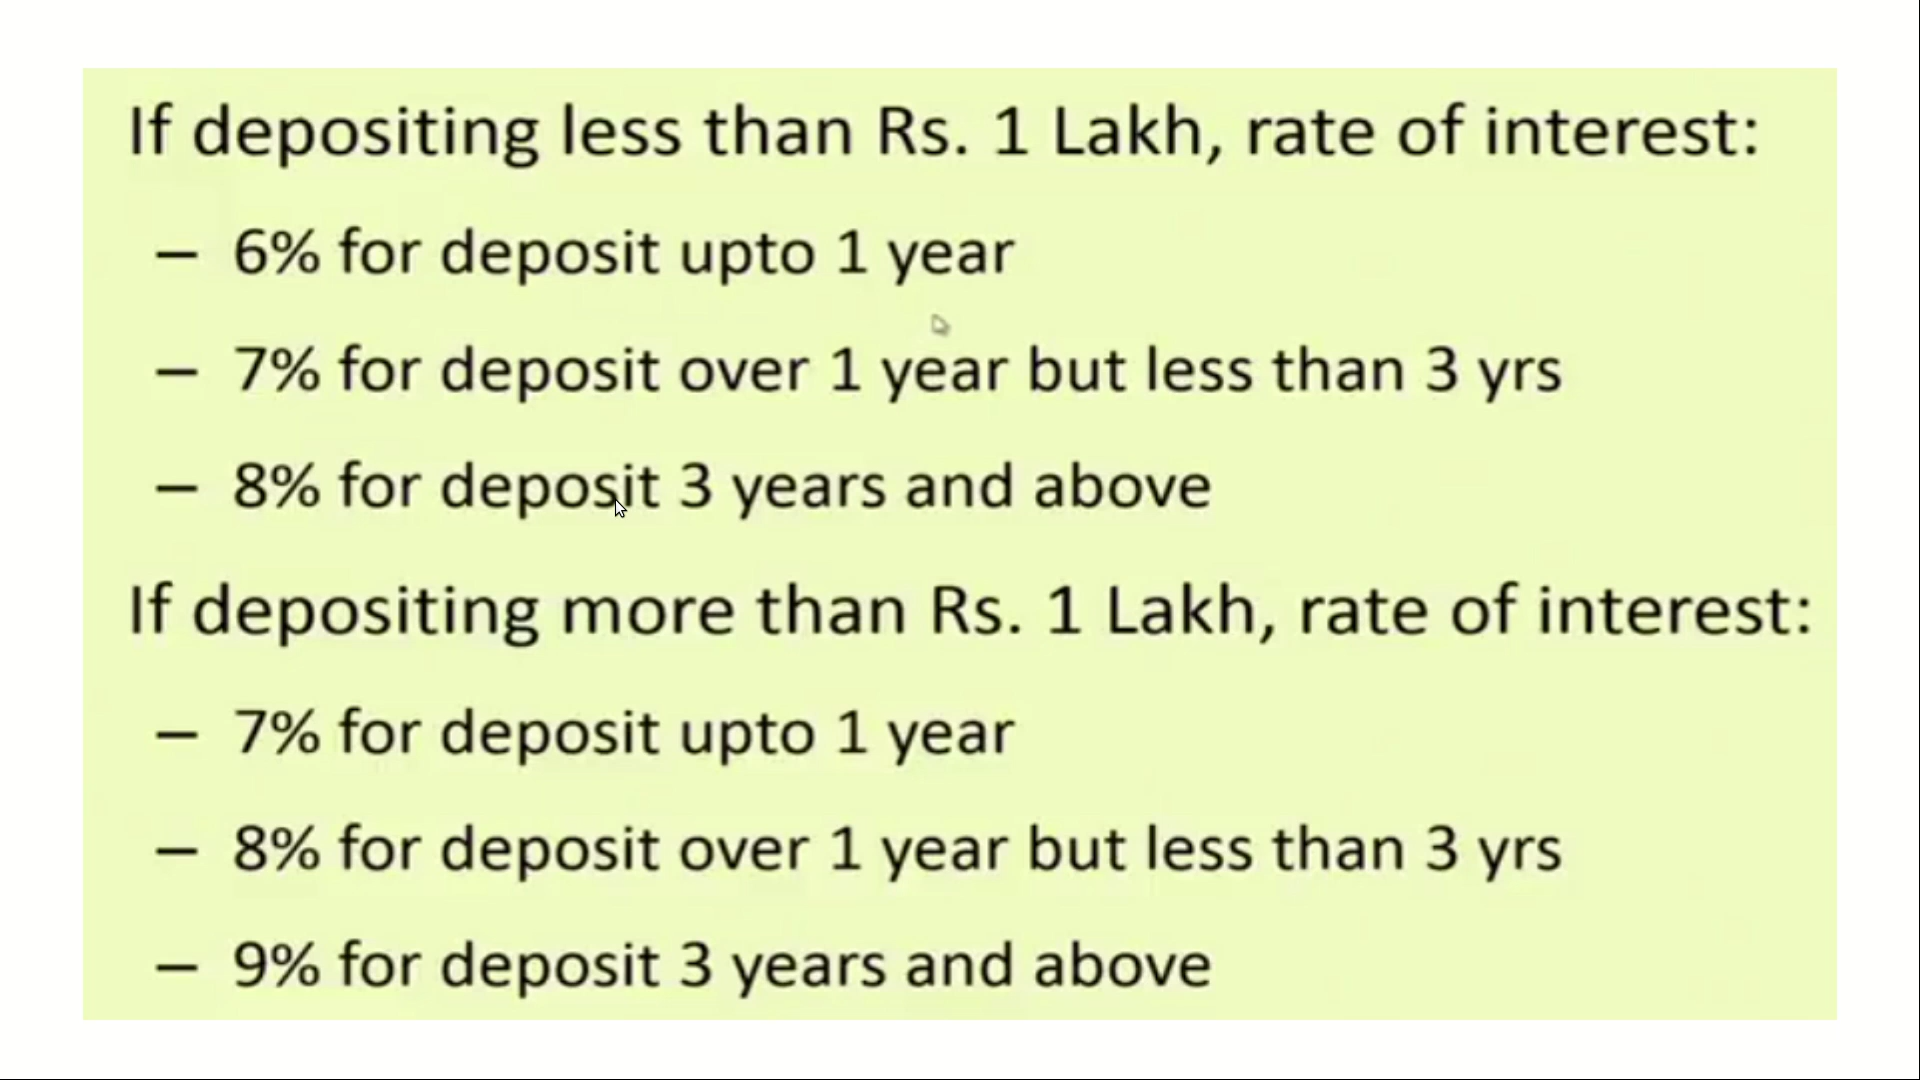 If depositing less than Rs. 1 Lakh, rate of interest:
– 6% for deposit upto 1 year
– 7% for deposit over 1 year but less than 3 yrs
– 8% for deposit 3 years and above
If depositing more than Rs. 1 Lakh, rate of interest:
– 7% for deposit upto 1 year
– 8% for deposit over 1 year but less than 3 yrs
– 9% for deposit 3 years and above